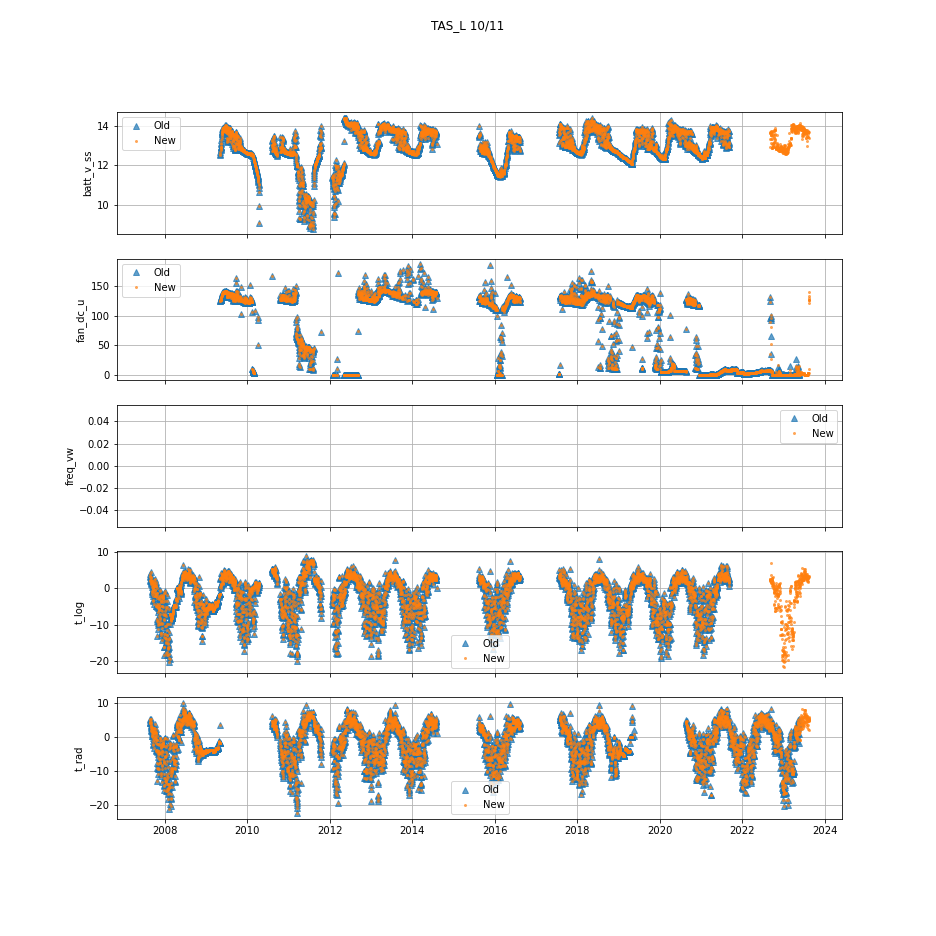 TAS_L 10/11
batt_v_ss
14
12
10
Old
New
fan_dc_u
150
100
50
0
Old
New
freq_vw
0.04
0.02
0.00
−0.02
−0.04
Old
New
t_log
10
0
−10
−20
Old
New
t_rad
10
0
−10
−20
Old
New
2008 2010 2012 2014 2016 2018 2020 2022 2024